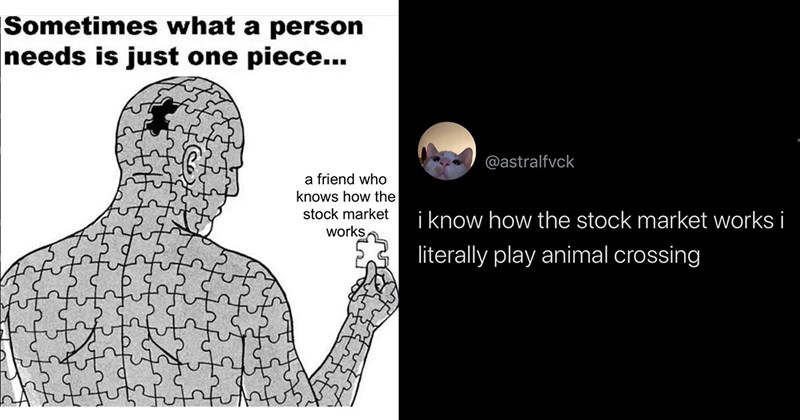 Sometimes what a person
needs is just one piece...
a friend who
knows how the
stock market
works
@astralfvck
i know how the stock market works i
literally play animal crossing